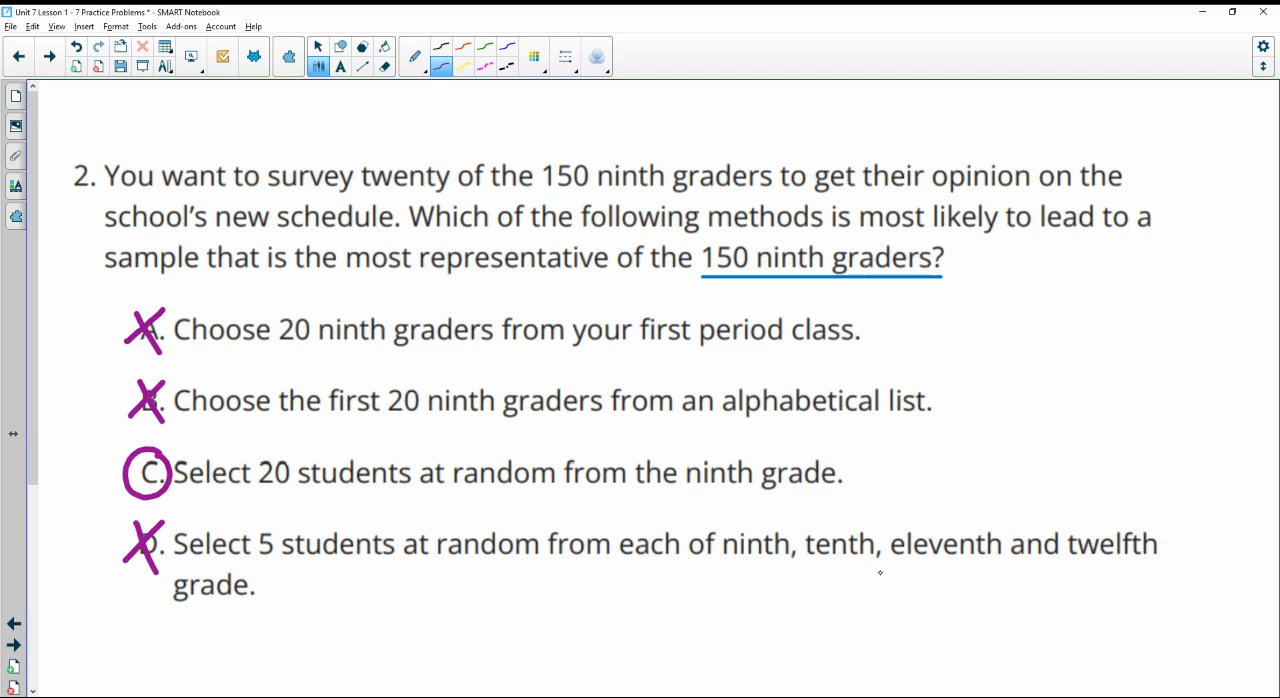 Unit 7 Lesson 1 - 7 Practice Problems * - SMART Notebook
File Edit View Insert Format Tools Add-ons Account Help
2. You want to survey twenty of the 150 ninth graders to get their opinion on the
school's new schedule. Which of the following methods is most likely to lead to a
sample that is the most representative of the 150 ninth graders?
A. Choose 20 ninth graders from your first period class.
B. Choose the first 20 ninth graders from an alphabetical list.
C. Select 20 students at random from the ninth grade.
D. Select 5 students at random from each of ninth, tenth, eleventh and twelfth
grade.